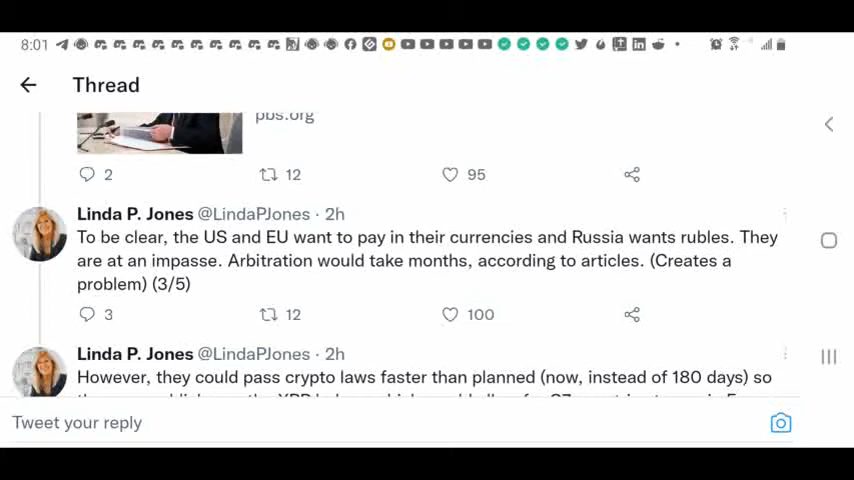 8:01
Thread
pbs.org
2 12 95
Linda P. Jones @LindaPJones · 2h
To be clear, the US and EU want to pay in their currencies and Russia wants rubles. They
are at an impasse. Arbitration would take months, according to articles. (Creates a
problem) (3/5)
3 12 100
Linda P. Jones @LindaPJones · 2h
However, they could pass crypto laws faster than planned (now, instead of 180 days) so
Tweet your reply